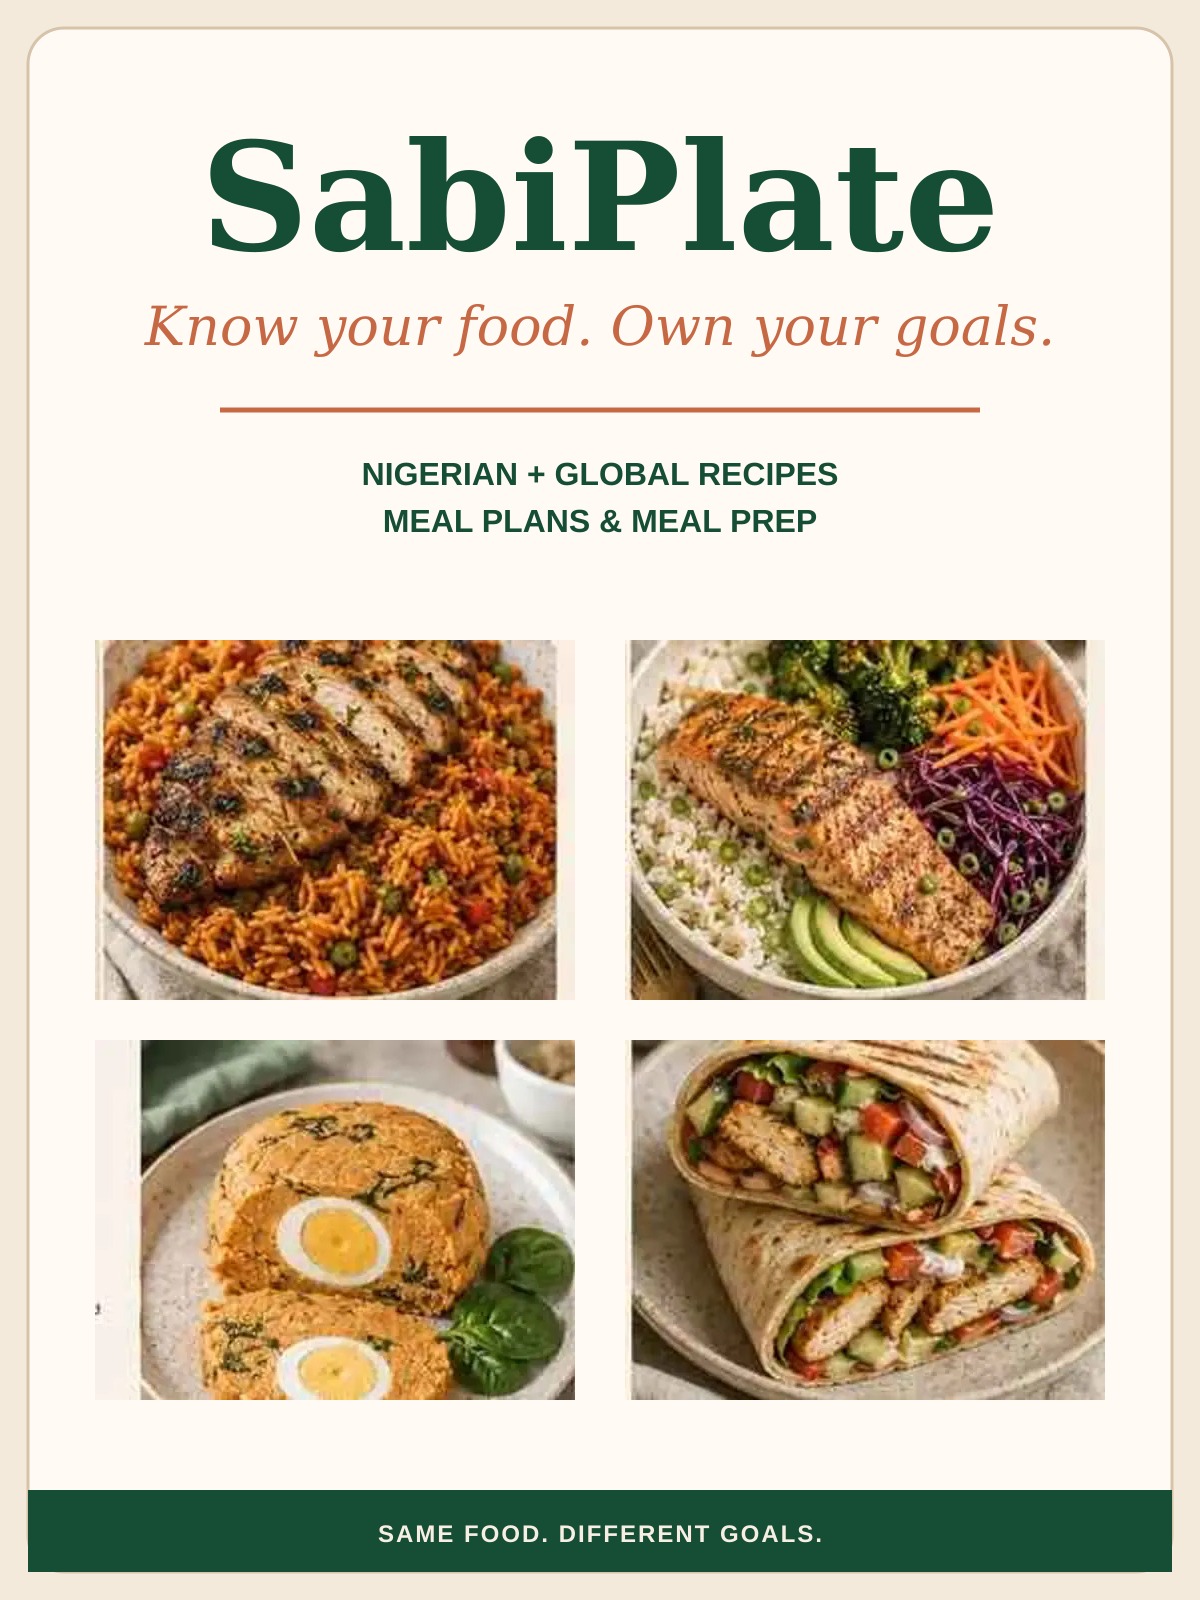 SabiPlate
Know your food. Own your goals.
NIGERIAN + GLOBAL RECIPES
MEAL PLANS & MEAL PREP
SAME FOOD. DIFFERENT GOALS.